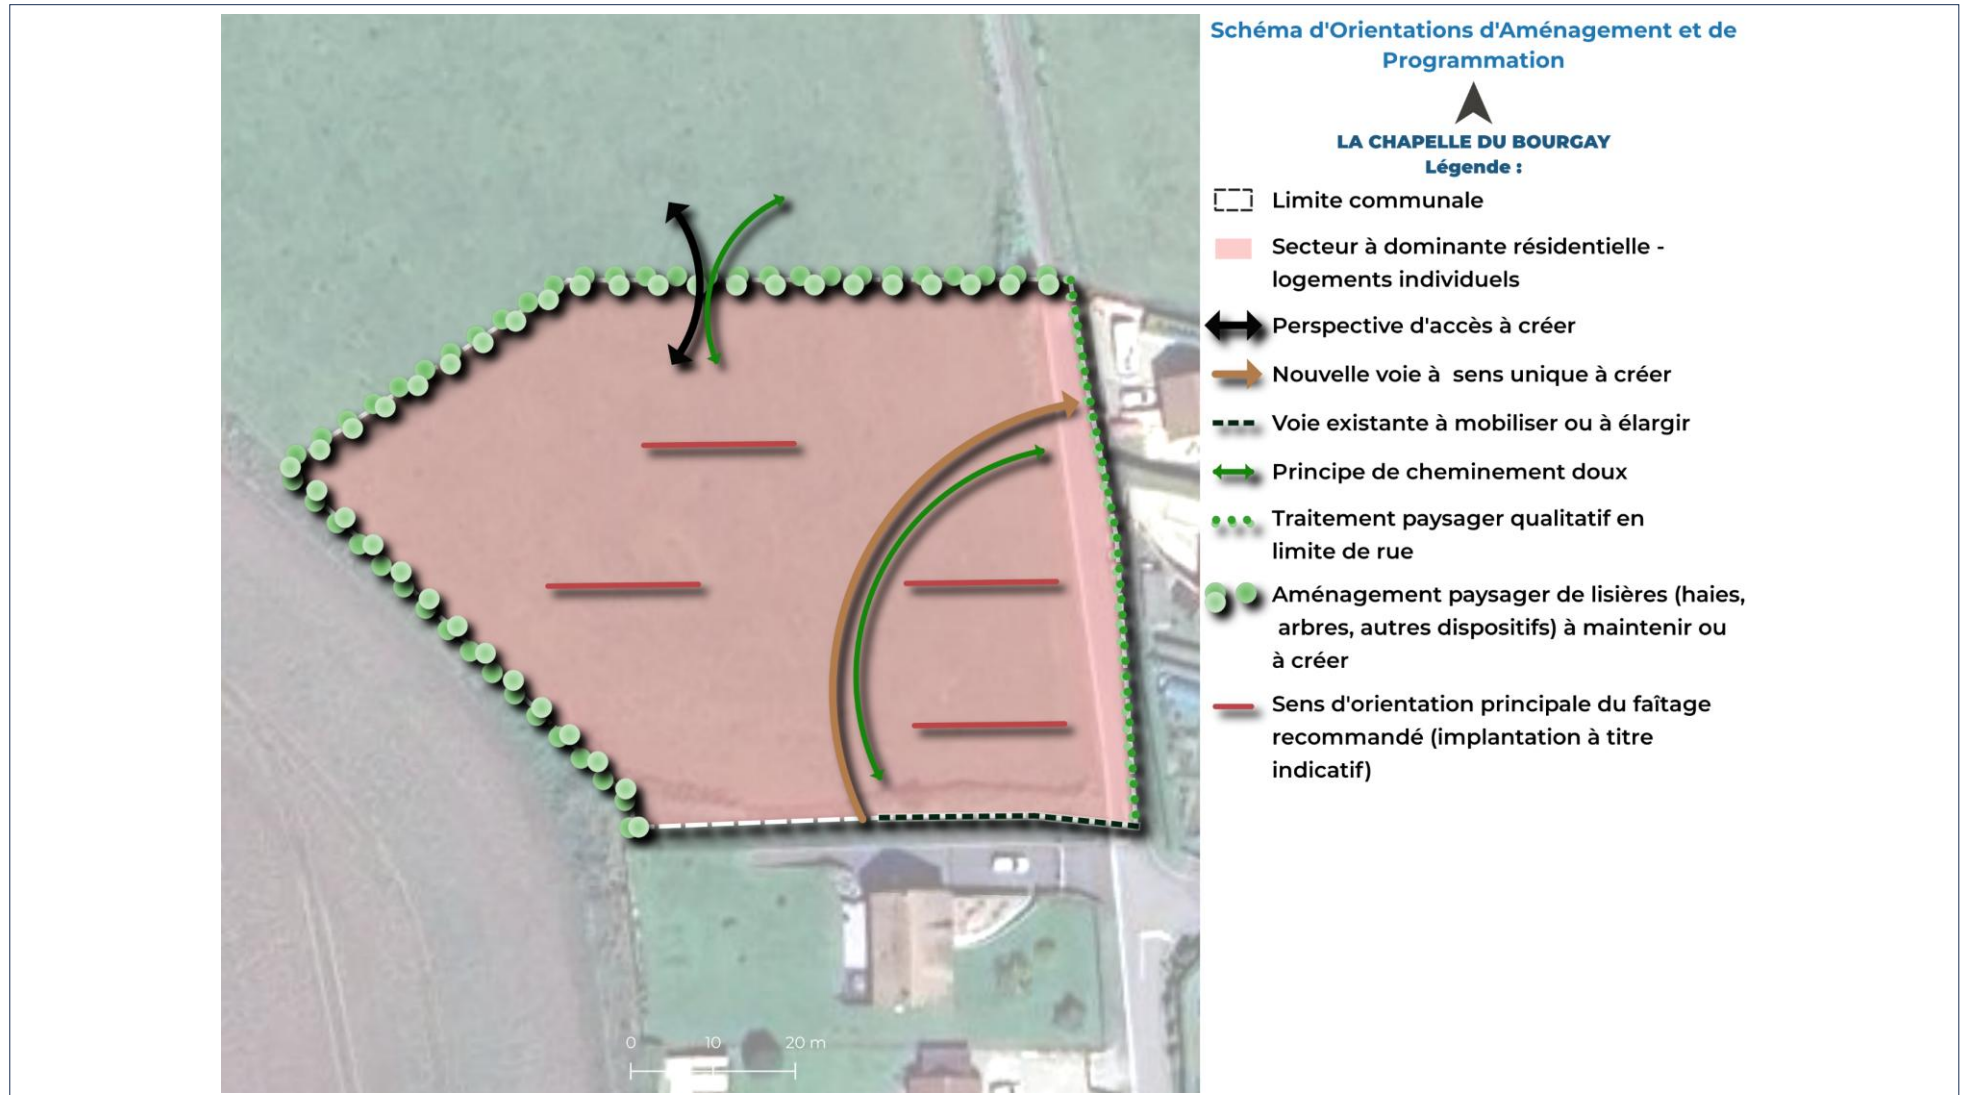 Schéma d'Orientations d'Aménagement et de
Programmation
LA CHAPELLE DU BOURGAY
Légende :
Limite communale
Secteur à dominante résidentielle -
logements individuels
Perspective d'accès à créer
Nouvelle voie à sens unique à créer
Voie existante à mobiliser ou à élargir
Principe de cheminement doux
Traitement paysager qualitatif en
limite de rue
Aménagement paysager de lisières (haies,
arbres, autres dispositifs) à maintenir ou
à créer
Sens d'orientation principale du faîtage
recommandé (implantation à titre
indicatif)
0 10 20 m